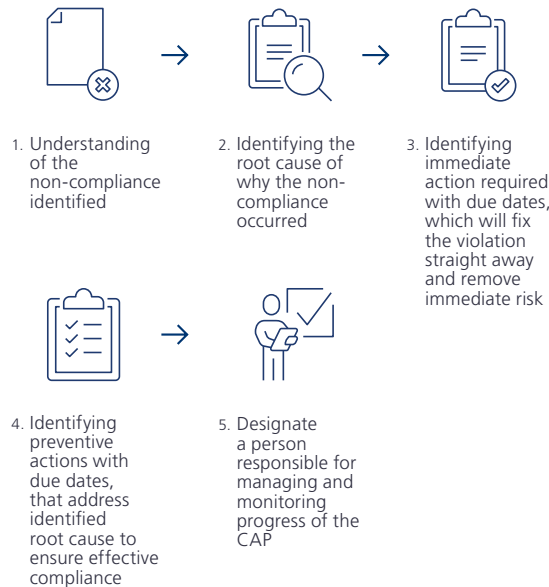 1. Understanding
of the
non-compliance
identified
2. Identifying the
root cause of
why the non-
compliance
occurred
3. Identifying
immediate
action required
with due dates,
which will fix
the violation
straight away
and remove
immediate risk
4. Identifying
preventive
actions with
due dates,
that address
identified
root cause to
ensure effective
compliance
5. Designate
a person
responsible for
managing and
monitoring
progress of the
CAP